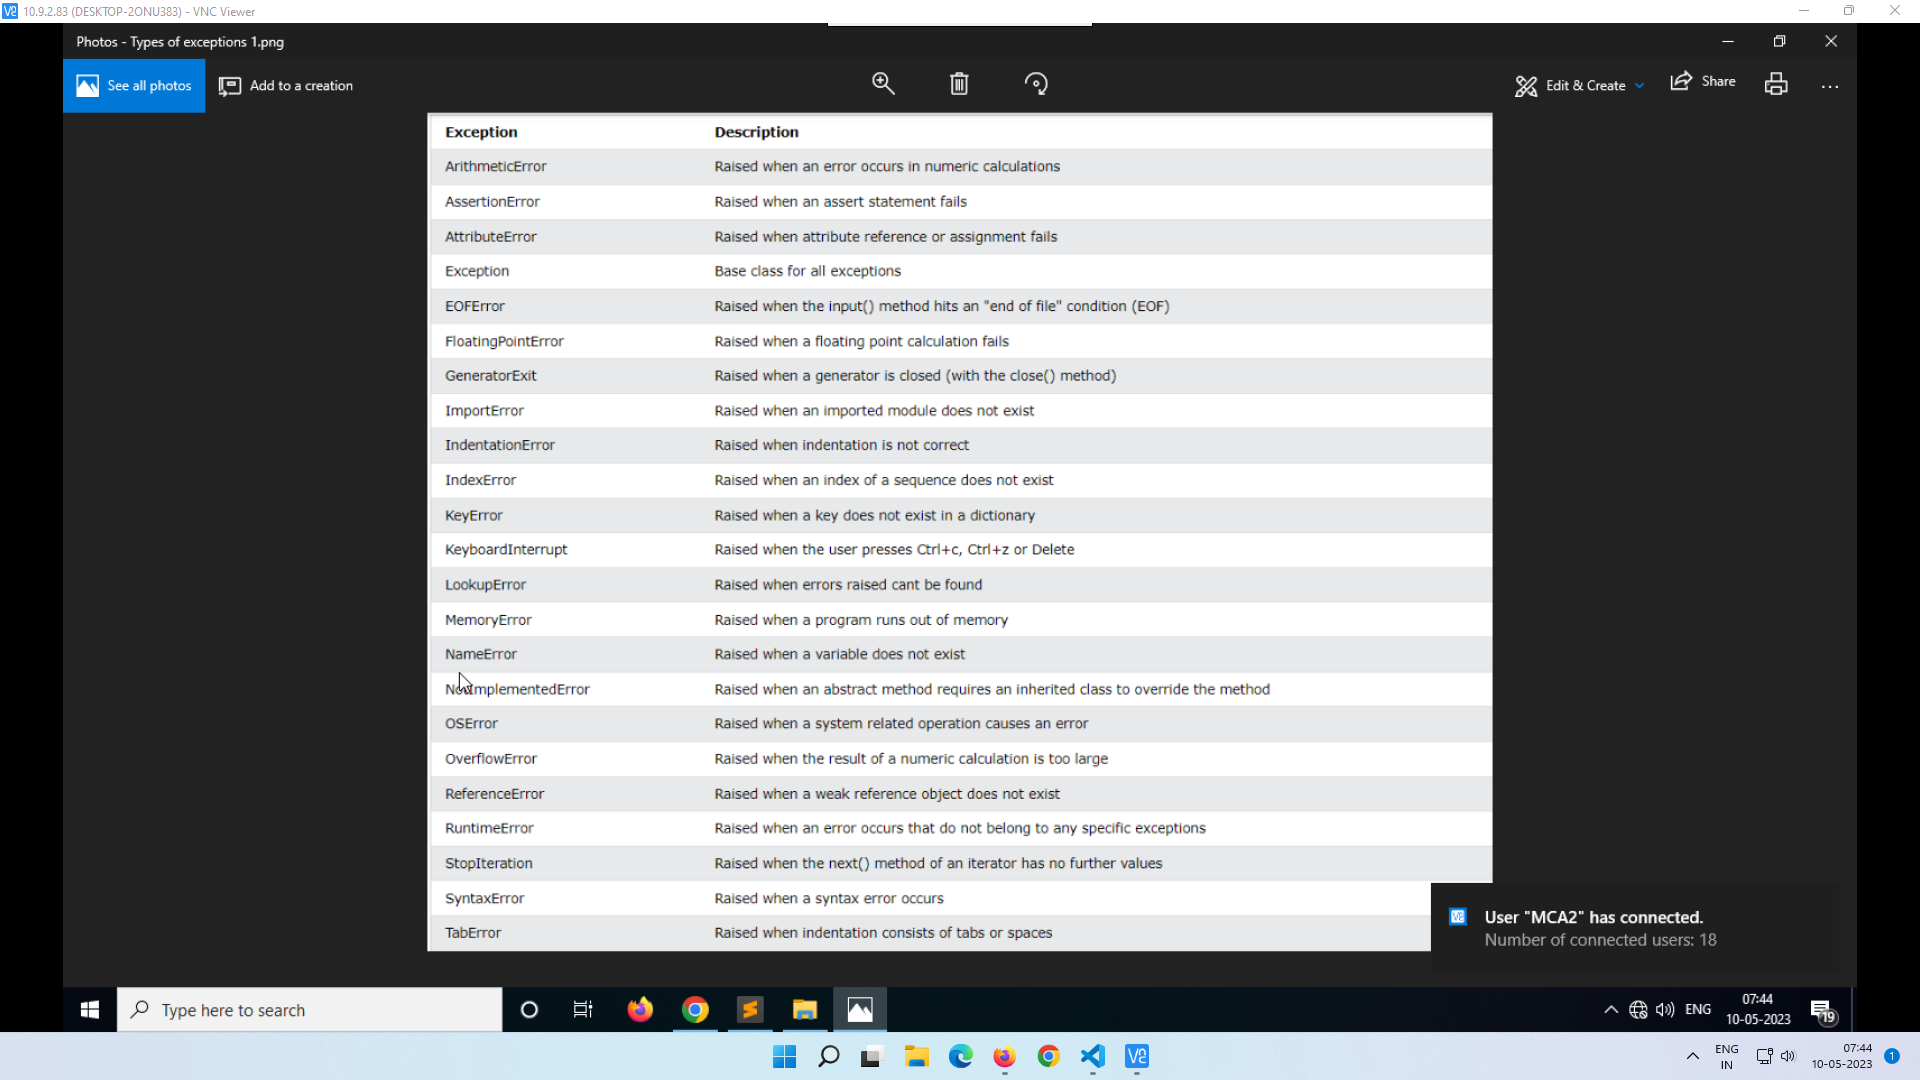 10.9.2.83 (DESKTOP-2ONU383) - VNC Viewer
Photos - Types of exceptions 1.png
See all photos
Add to a creation
Edit & Create
Share
Exception Description
ArithmeticError Raised when an error occurs in numeric calculations
AssertionError Raised when an assert statement fails
AttributeError Raised when attribute reference or assignment fails
Exception Base class for all exceptions
EOFError Raised when the input() method hits an "end of file" condition (EOF)
FloatingPointError Raised when a floating point calculation fails
GeneratorExit Raised when a generator is closed (with the close() method)
ImportError Raised when an imported module does not exist
IndentationError Raised when indentation is not correct
IndexError Raised when an index of a sequence does not exist
KeyError Raised when a key does not exist in a dictionary
KeyboardInterrupt Raised when the user presses Ctrl+c, Ctrl+z or Delete
LookupError Raised when errors raised cant be found
MemoryError Raised when a program runs out of memory
NameError Raised when a variable does not exist
NotImplementedError Raised when an abstract method requires an inherited class to override the method
OSError Raised when a system related operation causes an error
OverflowError Raised when the result of a numeric calculation is too large
ReferenceError Raised when a weak reference object does not exist
RuntimeError Raised when an error occurs that do not belong to any specific exceptions
StopIteration Raised when the next() method of an iterator has no further values
SyntaxError Raised when a syntax error occurs
TabError Raised when indentation consists of tabs or spaces
User "MCA2" has connected.
Number of connected users: 18
Type here to search
ENG
07:44
10-05-2023
19
ENG
IN
07:44
10-05-2023
1